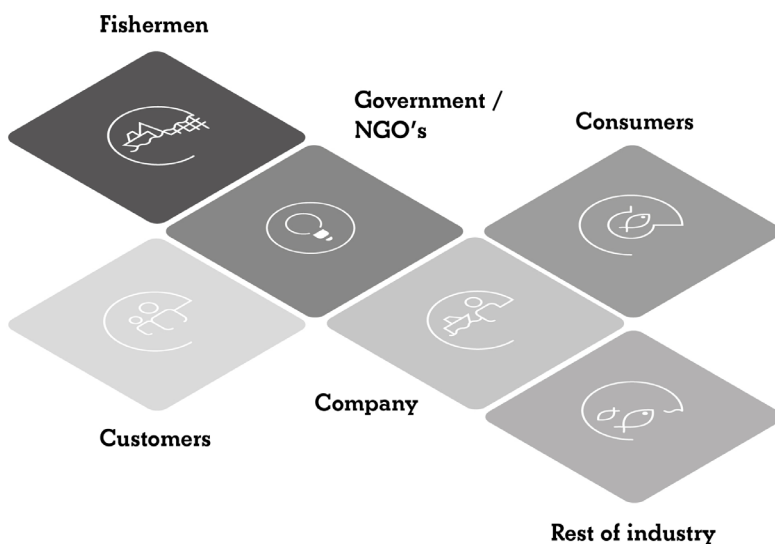 Fishermen
Government /
NGO's
Consumers
Company
Customers
Rest of industry